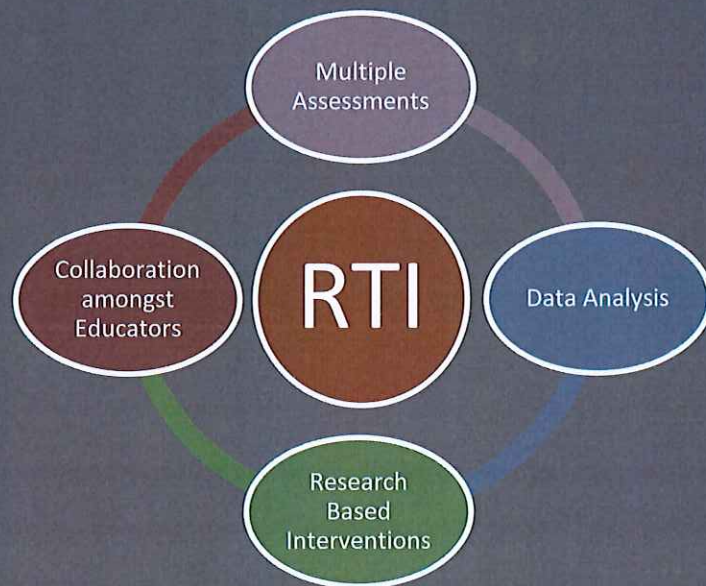 Multiple
Assessments
Collaboration
amongst
Educators
RTI
Data Analysis
Research
Based
Interventions